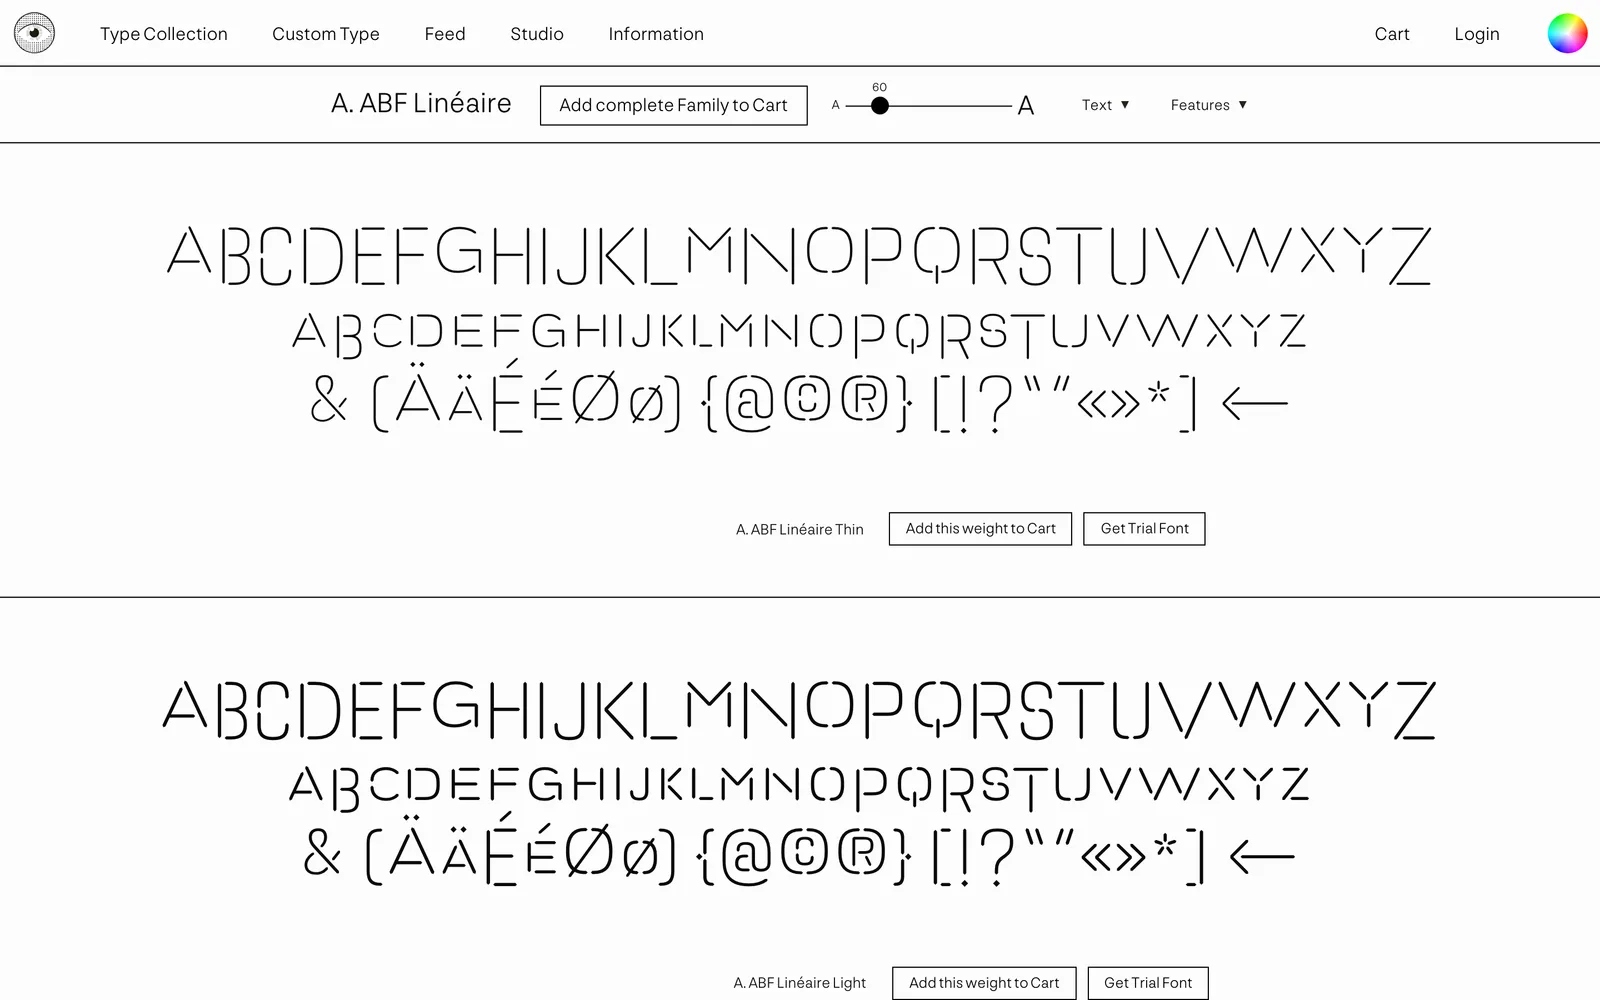 Type Collection Custom Type Feed Studio Information Cart Login
A. ABF Linéaire Add complete Family to Cart A 60 A Text ▼ Features ▼
ABCDEFGHIJKLMNOPQRSTUVWXYZ
ABCDEFGHIJKLMNOPQRSTUVWXYZ
& (ÄäÉéØø) {@©®} [!?“”«»*] ←
A. ABF Linéaire Thin Add this weight to Cart Get Trial Font
ABCDEFGHIJKLMNOPQRSTUVWXYZ
ABCDEFGHIJKLMNOPQRSTUVWXYZ
& (ÄäÉéØø) {@©®} [!?“”«»*] ←
A. ABF Linéaire Light Add this weight to Cart Get Trial Font